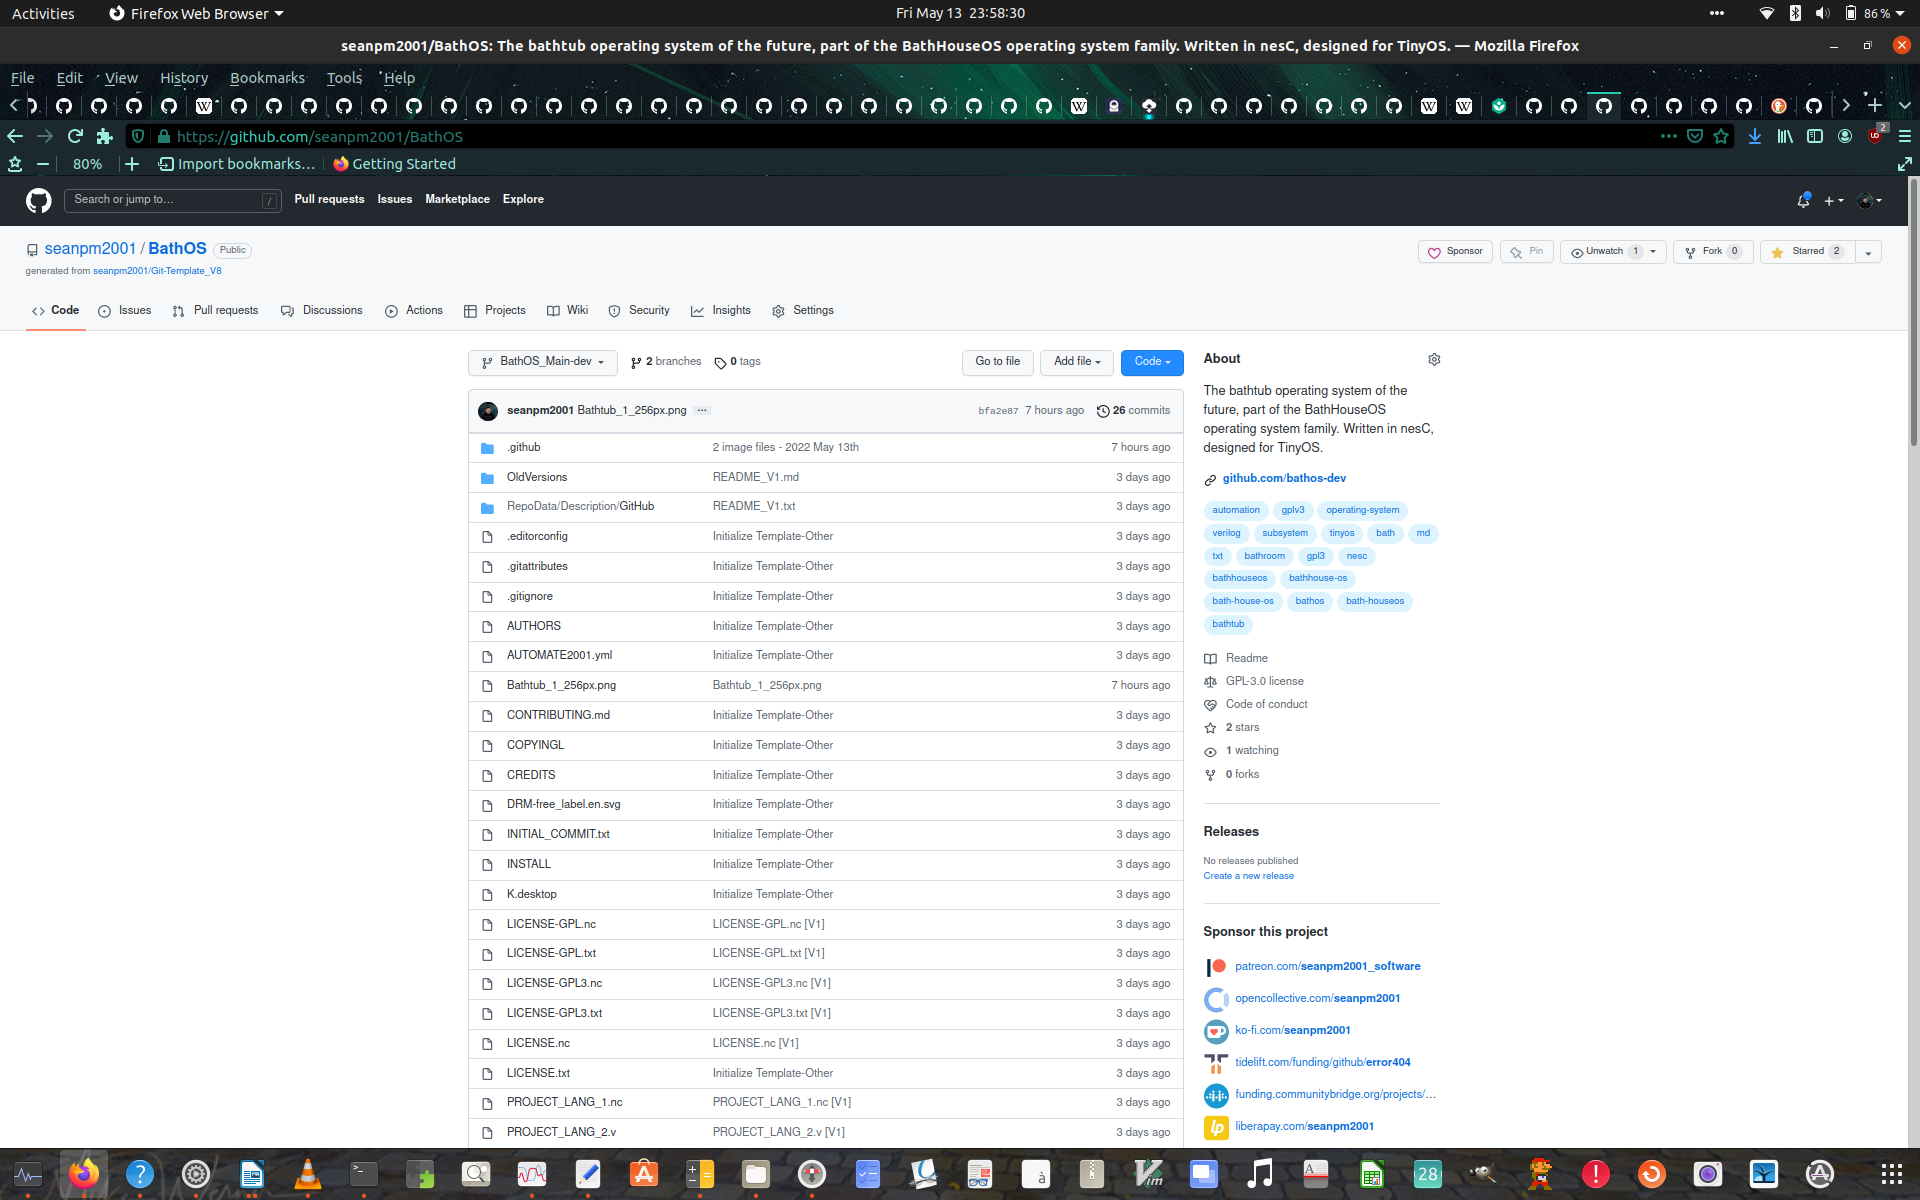 Activities
Firefox Web Browser
Fri May 13  23:58:30
86 %
seanpm2001/BathOS: The bathtub operating system of the future, part of the BathHouseOS operating system family. Written in nesC, designed for TinyOS. — Mozilla Firefox
File Edit View History Bookmarks Tools Help
https://github.com/seanpm2001/BathOS
2
80%
Import bookmarks…
Getting Started
Search or jump to…
/
Pull requests
Issues
Marketplace
Explore
seanpm2001 / BathOS
Public
generated from seanpm2001/Git-Template_V8
Sponsor
Pin
Unwatch 1
Fork 0
Starred 2
Code
Issues
Pull requests
Discussions
Actions
Projects
Wiki
Security
Insights
Settings
BathOS_Main-dev
2 branches
0 tags
Go to file
Add file
Code
seanpm2001 Bathtub_1_256px.png
bfa2e87 7 hours ago
26 commits
.github 2 image files - 2022 May 13th 7 hours ago
OldVersions README_V1.md 3 days ago
RepoData/Description/GitHub README_V1.txt 3 days ago
.editorconfig Initialize Template-Other 3 days ago
.gitattributes Initialize Template-Other 3 days ago
.gitignore Initialize Template-Other 3 days ago
AUTHORS Initialize Template-Other 3 days ago
AUTOMATE2001.yml Initialize Template-Other 3 days ago
Bathtub_1_256px.png Bathtub_1_256px.png 7 hours ago
CONTRIBUTING.md Initialize Template-Other 3 days ago
COPYINGL Initialize Template-Other 3 days ago
CREDITS Initialize Template-Other 3 days ago
DRM-free_label.en.svg Initialize Template-Other 3 days ago
INITIAL_COMMIT.txt Initialize Template-Other 3 days ago
INSTALL Initialize Template-Other 3 days ago
K.desktop Initialize Template-Other 3 days ago
LICENSE-GPL.nc LICENSE-GPL.nc [V1] 3 days ago
LICENSE-GPL.txt LICENSE-GPL.txt [V1] 3 days ago
LICENSE-GPL3.nc LICENSE-GPL3.nc [V1] 3 days ago
LICENSE-GPL3.txt LICENSE-GPL3.txt [V1] 3 days ago
LICENSE.nc LICENSE.nc [V1] 3 days ago
LICENSE.txt Initialize Template-Other 3 days ago
PROJECT_LANG_1.nc PROJECT_LANG_1.nc [V1] 3 days ago
PROJECT_LANG_2.v PROJECT_LANG_2.v [V1] 3 days ago
About
The bathtub operating system of the
future, part of the BathHouseOS
operating system family. Written in nesC,
designed for TinyOS.
github.com/bathos-dev
automation gplv3 operating-system
verilog subsystem tinyos bath md
txt bathroom gpl3 nesc
bathhouseos bathhouse-os
bath-house-os bathos bath-houseos
bathtub
Readme
GPL-3.0 license
Code of conduct
2 stars
1 watching
0 forks
Releases
No releases published
Create a new release
Sponsor this project
patreon.com/seanpm2001_software
opencollective.com/seanpm2001
ko-fi.com/seanpm2001
tidelift.com/funding/github/error404
funding.communitybridge.org/projects/…
lp
liberapay.com/seanpm2001
28